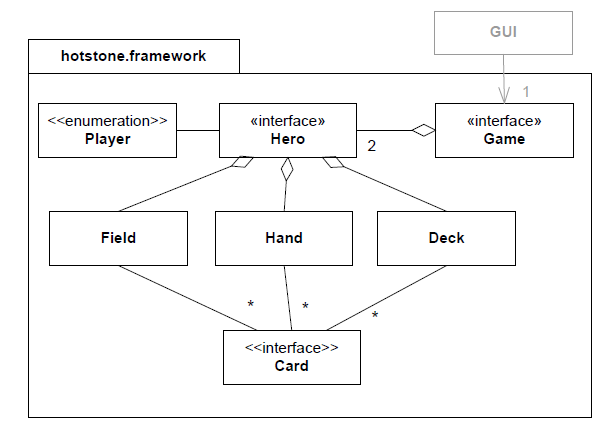 GUI
hotstone.framework
1
<<enumeration>>
Player
«interface»
Hero
2
«interface»
Game
Field
Hand
Deck
*
*
*
<<interface>>
Card